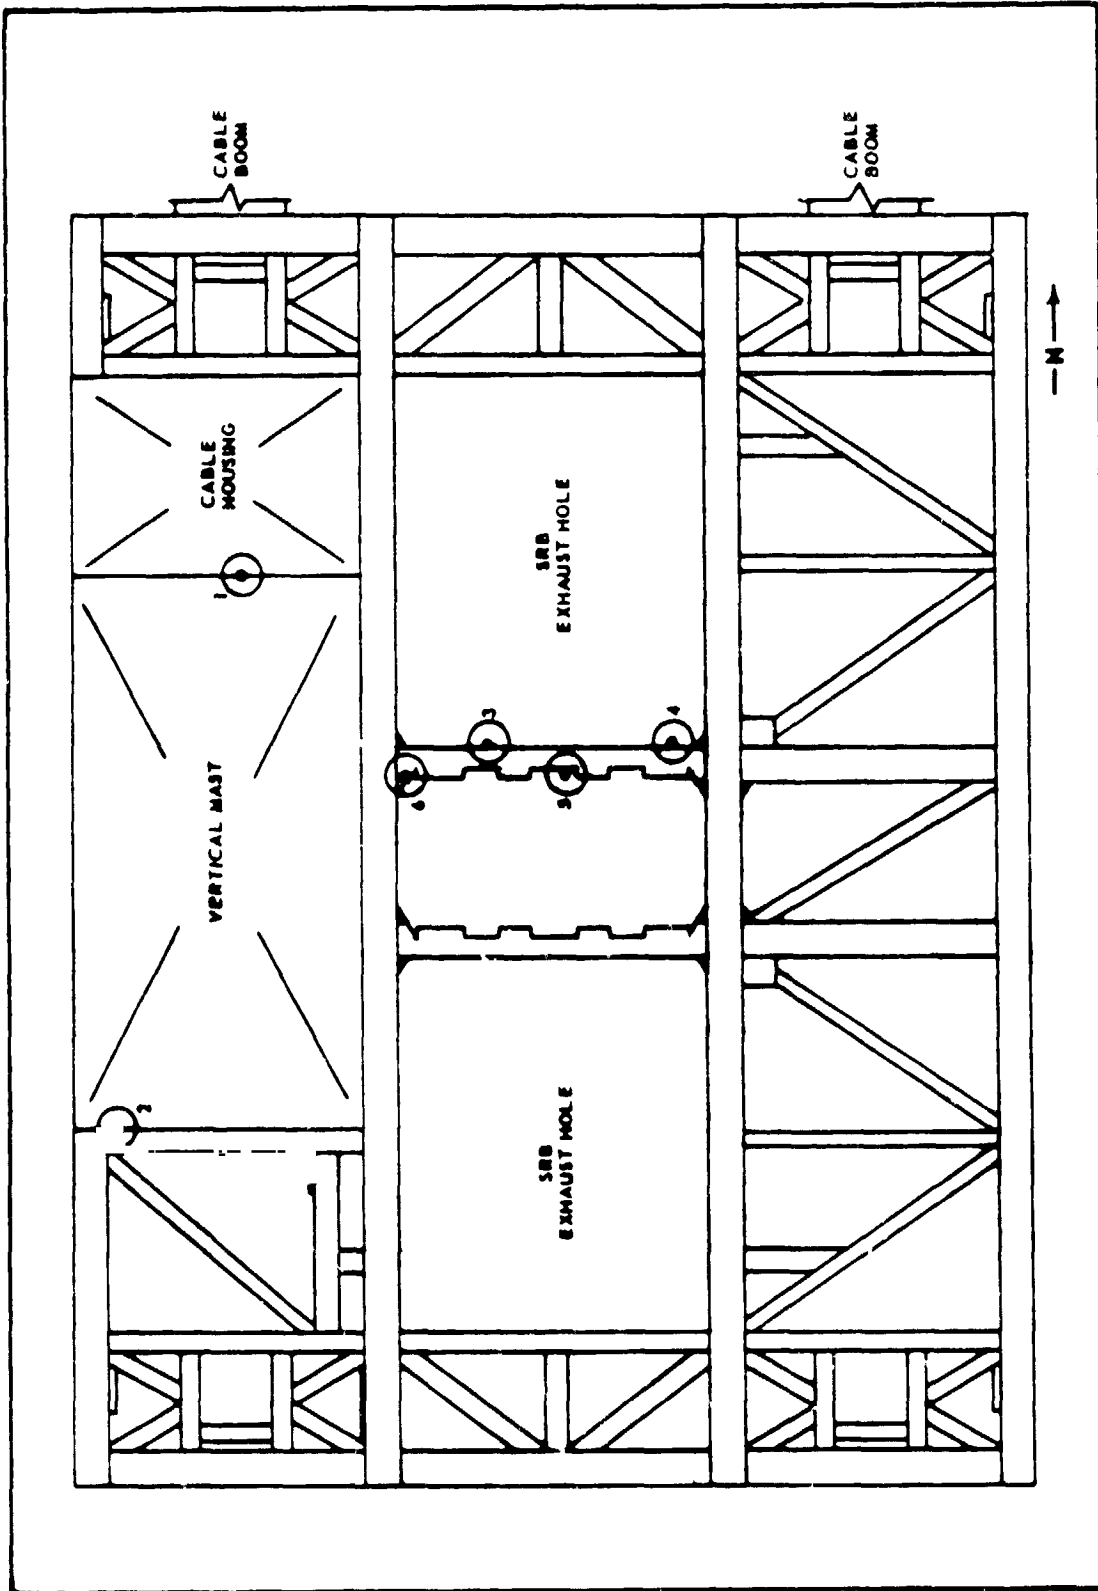 CABLE
BOOM
CABLE
BOOM
CABLE
HOUSING
1
SRB
EXHAUST HOLE
3
4
6
5
VERTICAL MAST
2
SRB
EXHAUST HOLE
N